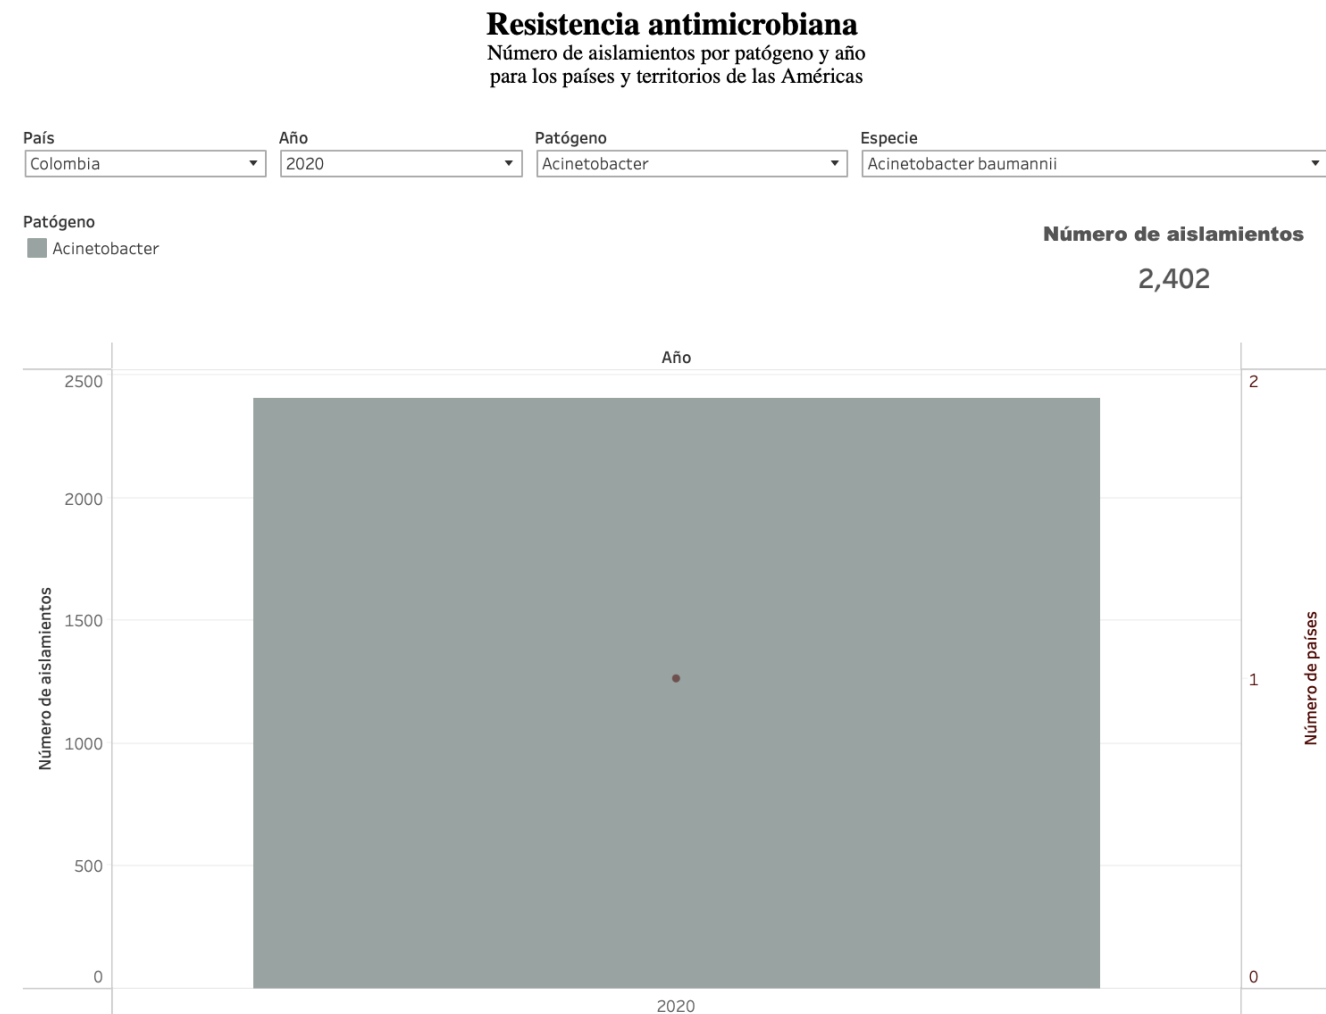 Resistencia antimicrobiana
Número de aislamientos por patógeno y año
para los países y territorios de las Américas
País
Año
Patógeno
Especie
Colombia
2020
Acinetobacter
Acinetobacter baumannii
Patógeno
Acinetobacter
Número de aislamientos
2,402
Año
2500
2000
1500
1000
500
0
Número de aislamientos
2
1
0
Número de países
2020